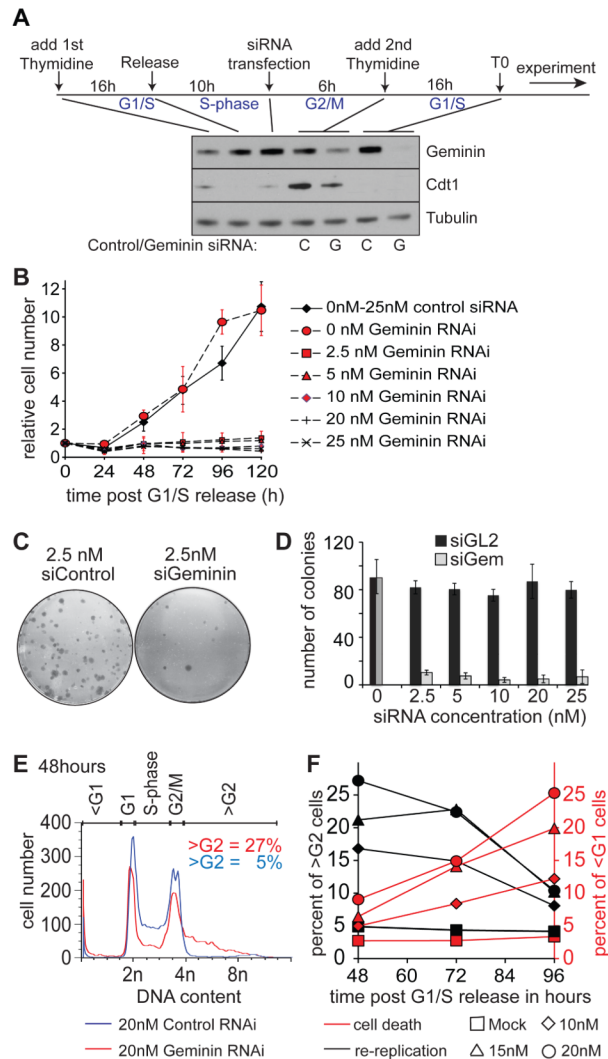 A
add 1st
Thymidine
Release
siRNA
transfection
add 2nd
Thymidine
T0
experiment
16h
10h
6h
16h
G1/S
S-phase
G2/M
G1/S
Geminin
Cdt1
Tubulin
Control/Geminin siRNA: C G C G
B
relative cell number
12
10
8
6
4
2
0
0 24 48 72 96 120
time post G1/S release (h)
0nM-25nM control siRNA
0 nM Geminin RNAi
2.5 nM Geminin RNAi
5 nM Geminin RNAi
10 nM Geminin RNAi
20 nM Geminin RNAi
25 nM Geminin RNAi
C
2.5 nM
siControl
2.5nM
siGeminin
D
siGL2
siGem
number of colonies
120
80
40
0
0 2.5 5 10 20 25
siRNA concentration (nM)
E
48hours
<G1
G1
S-phase
G2/M
>G2
>G2 = 27%
>G2 = 5%
cell number
400
300
200
100
0
2n 4n 8n
DNA content
20nM Control RNAi
20nM Geminin RNAi
F
percent of >G2 cells
25
20
15
10
5
0
percent of <G1 cells
25
20
15
10
5
0
48 60 72 84 96
time post G1/S release in hours
cell death
re-replication
Mock
10nM
15nM
20nM